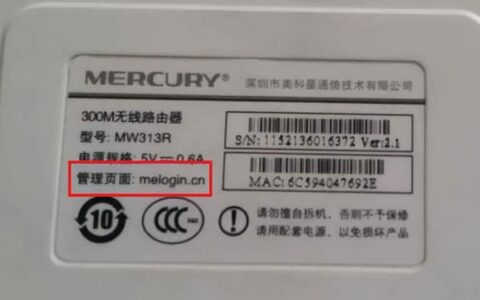 MERCURY® 深圳市美科星通信技术有限公司
300M无线路由器
型号: MW313R
S/N: 1152136016372 Ver:2.1
电源规格: 5V⎓0.6A
管理页面: melogin.cn
MAC: 6C594047692E
10
CCC
请勿擅自拆机，否则不予保修
请用配套电源，以免损坏产品